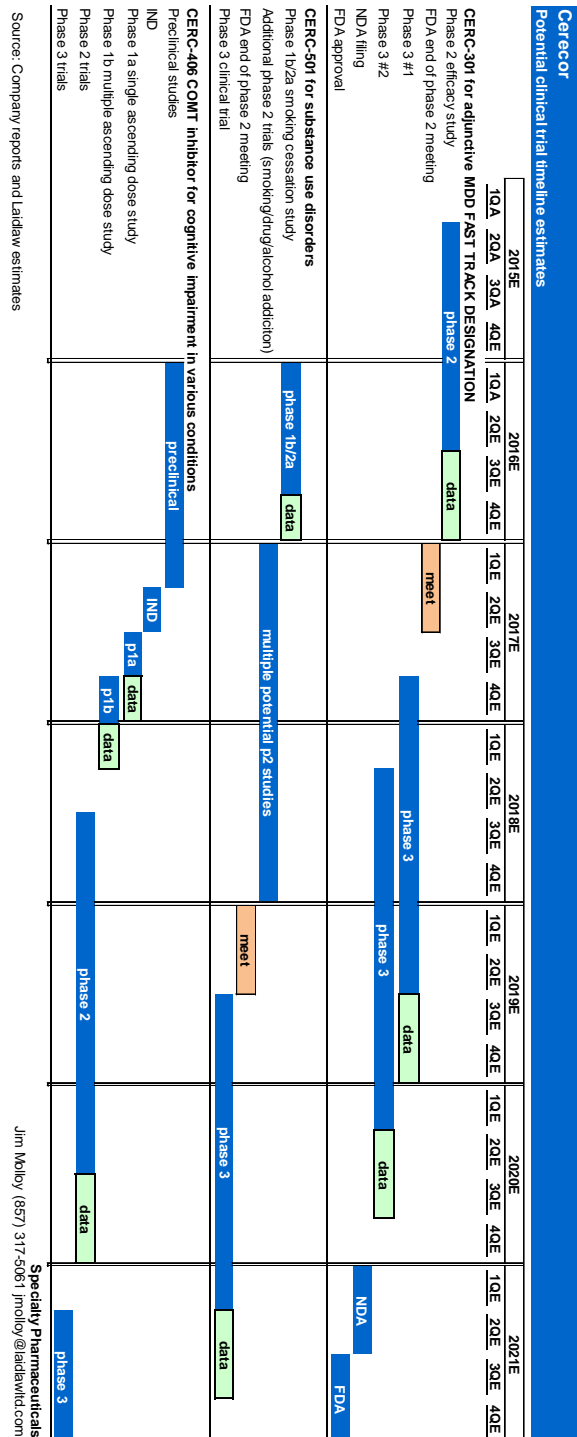 Cerecor
Potential clinical trial timeline estimates
2015E 2016E 2017E 2018E 2019E 2020E 2021E
1QA 2QA 3QA 4QE 1QA 2QE 3QE 4QE 1QE 2QE 3QE 4QE 1QE 2QE 3QE 4QE 1QE 2QE 3QE 4QE 1QE 2QE 3QE 4QE 1QE 2QE 3QE 4QE
CERC-301 for adjunctive MDD FAST TRACK DESIGNATION
Phase 2 efficacy study phase 2 data
FDA end of phase 2 meeting meet
Phase 3 #1 phase 3 data
Phase 3 #2 phase 3 data
NDA filing NDA
FDA approval FDA
CERC-501 for substance use disorders
Phase 1b/2a smoking cessation study phase 1b/2a data
Additional phase 2 trials (smoking/drug/alcohol addiciton) multiple potential p2 studies
FDA end of phase 2 meeting meet
Phase 3 clinical trial phase 3 data
CERC-406 COMT inhibitor for cognitive impairment in various conditions
Preclinical studies preclinical
IND IND
Phase 1a single ascending dose study p1a data
Phase 1b multiple ascending dose study p1b data
Phase 2 trials phase 2 data
Phase 3 trials phase 3
Specialty Pharmaceuticals
Source: Company reports and Laidlaw estimates Jim Molloy (857) 317-5061 jmolloy@laidlawltd.com